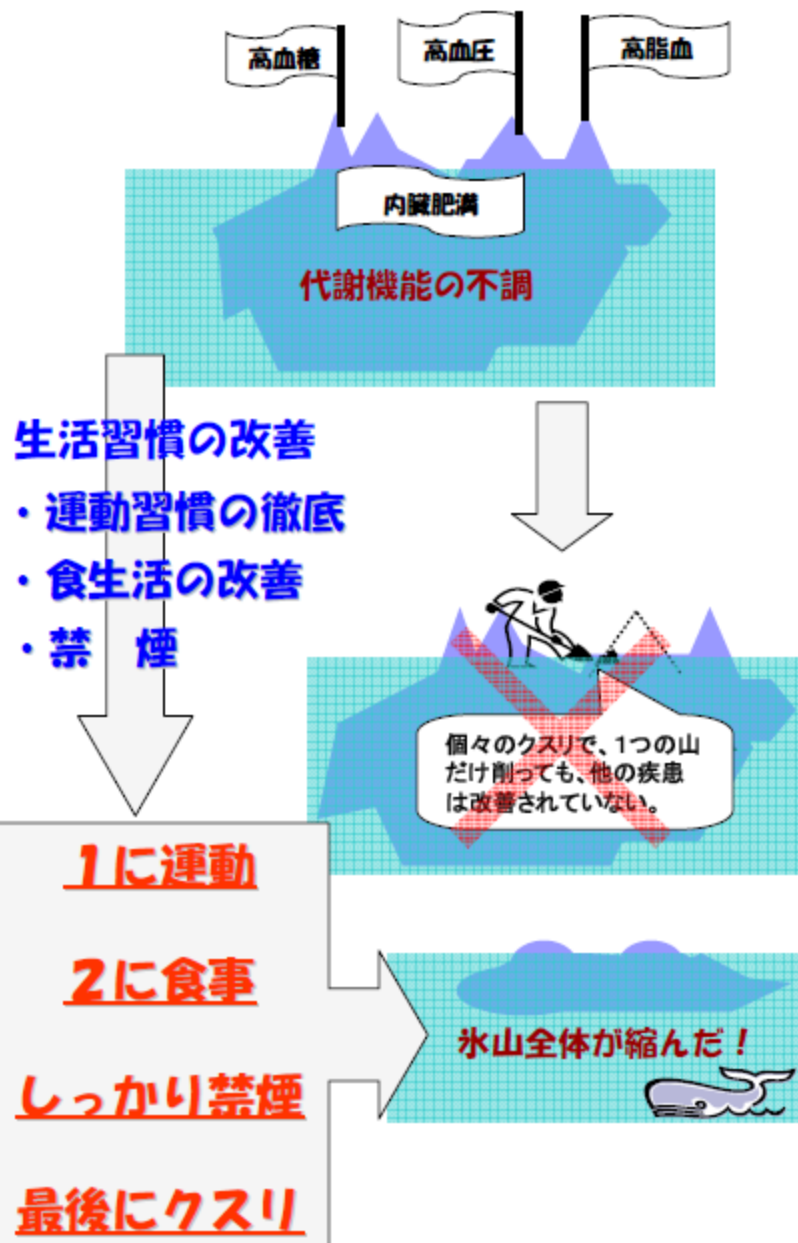 高血糖
高血圧
高脂血
内臓肥満
代謝機能の不調
生活習慣の改善
・運動習慣の徹底
・食生活の改善
・禁　煙
個々のクスリで、1つの山
だけ削っても、他の疾患
は改善されていない。
1に運動
2に食事
しっかり禁煙
最後にクスリ
氷山全体が縮んだ！